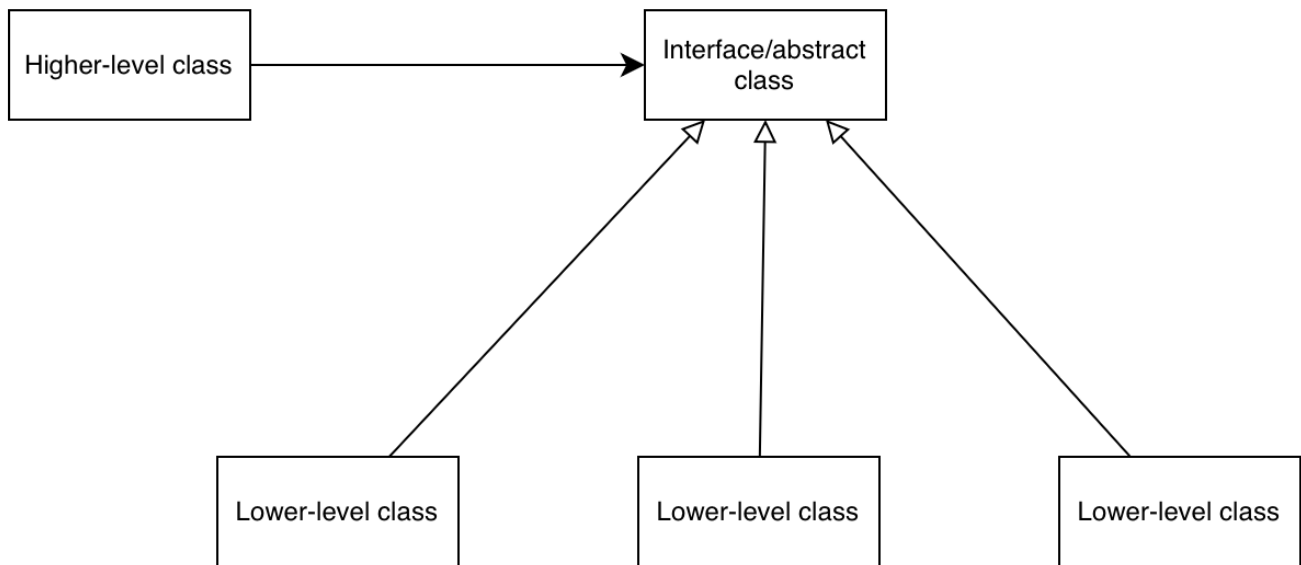 Higher-level class
Interface/abstract
class
Lower-level class
Lower-level class
Lower-level class